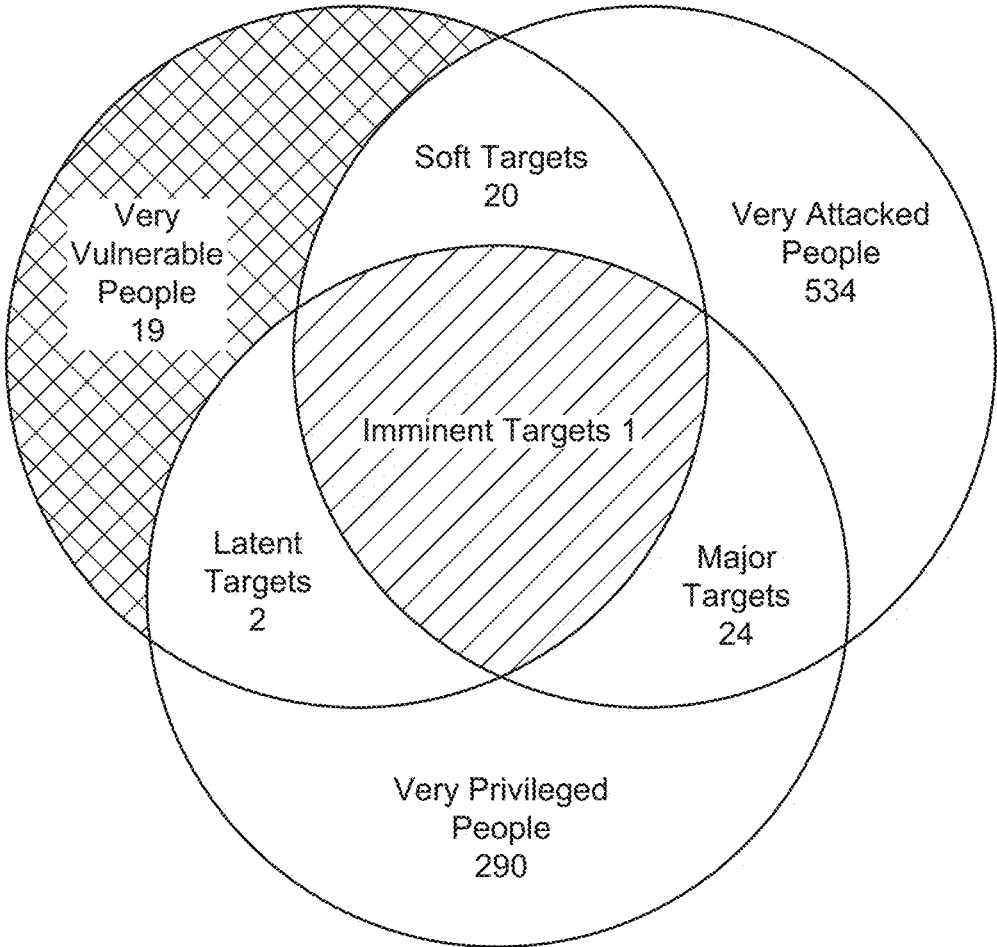 Soft Targets
20
Very
Vulnerable
People
19
Very Attacked
People
534
Imminent Targets 1
Latent
Targets
2
Major
Targets
24
Very Privileged
People
290